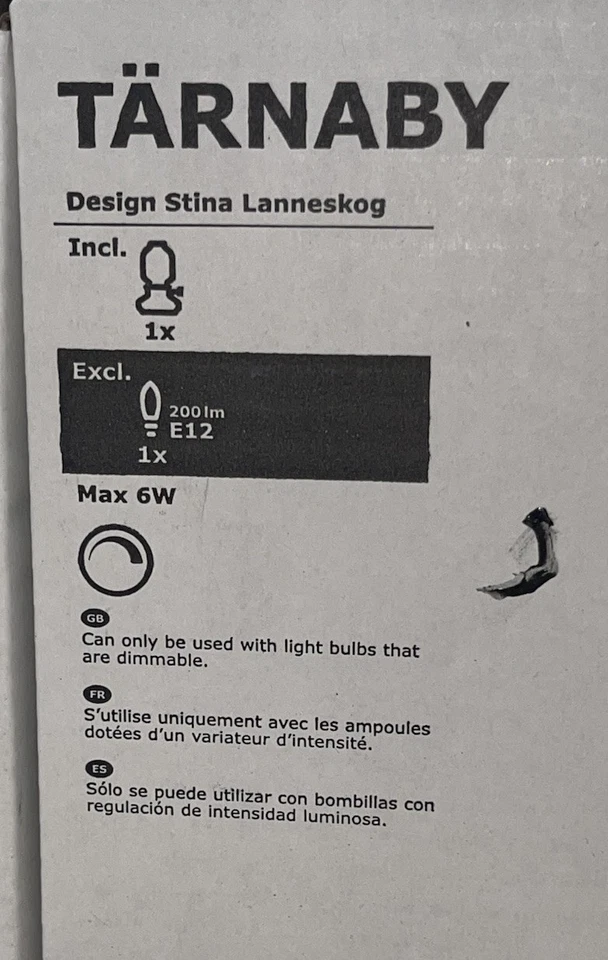 TÄRNABY
Design Stina Lanneskog
Incl.
1x
Excl.
200lm
E12
1x
Max 6W
GB
Can only be used with light bulbs that
are dimmable.
FR
S'utilise uniquement avec les ampoules
dotées d'un variateur d'intensité.
ES
Sólo se puede utilizar con bombillas con
regulación de intensidad luminosa.